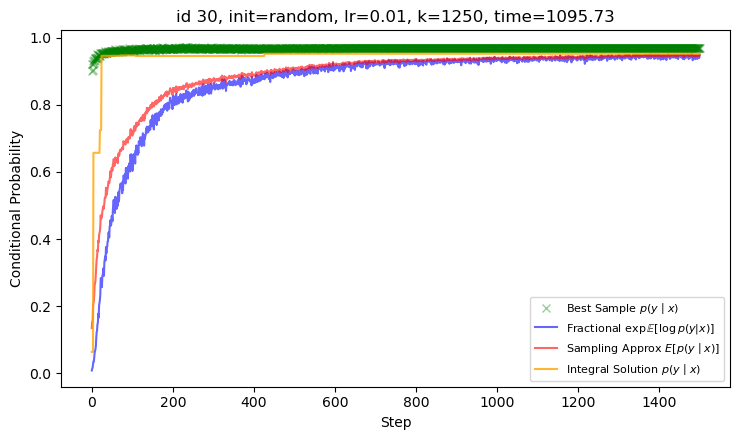 id 30, init=random, lr=0.01, k=1250, time=1095.73
Conditional Probability
1.0
0.8
0.6
0.4
0.2
0.0
0 200 400 600 800 1000 1200 1400
Step
Best Sample p(y | x)
Fractional exp𝔼[log p(y|x)]
Sampling Approx E[p(y | x)]
Integral Solution p(y | x)